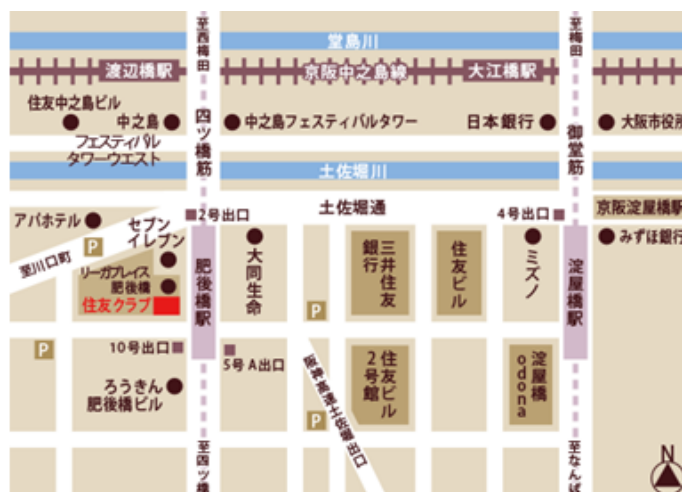 至西梅田
至梅田
堂島川
渡辺橋駅
京阪中之島線
大江橋駅
住友中之島ビル
中之島
フェスティバル
タワーウエスト
四ツ橋筋
中之島フェスティバルタワー
日本銀行
御堂筋
大阪市役所
土佐堀川
土佐堀通
京阪淀屋橋駅
アパホテル
セブン
イレブン
2号出口
4号出口
みずほ銀行
P
至川口町
リーガプレイス
肥後橋
住友クラブ
肥後橋駅
大同生命
三井住友
銀行
住友ビル
ミズノ
淀屋橋駅
P
P
10号出口
5号A出口
阪神高速土佐堀出口
住友ビル
2号館
淀屋橋
odona
ろうきん
肥後橋ビル
P
至四ツ橋
至なんば
N